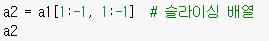 a2 = a1[1:-1, 1:-1]  # 슬라이싱 배열
a2